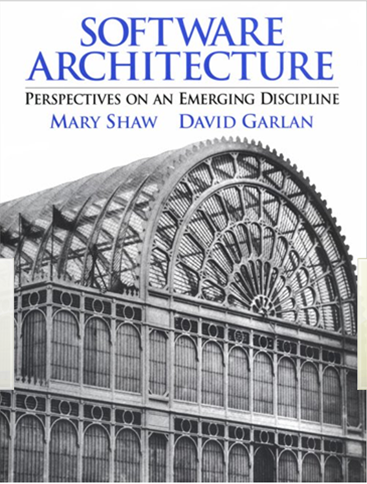 SOFTWARE
ARCHITECTURE
PERSPECTIVES ON AN EMERGING DISCIPLINE
MARY SHAW DAVID GARLAN